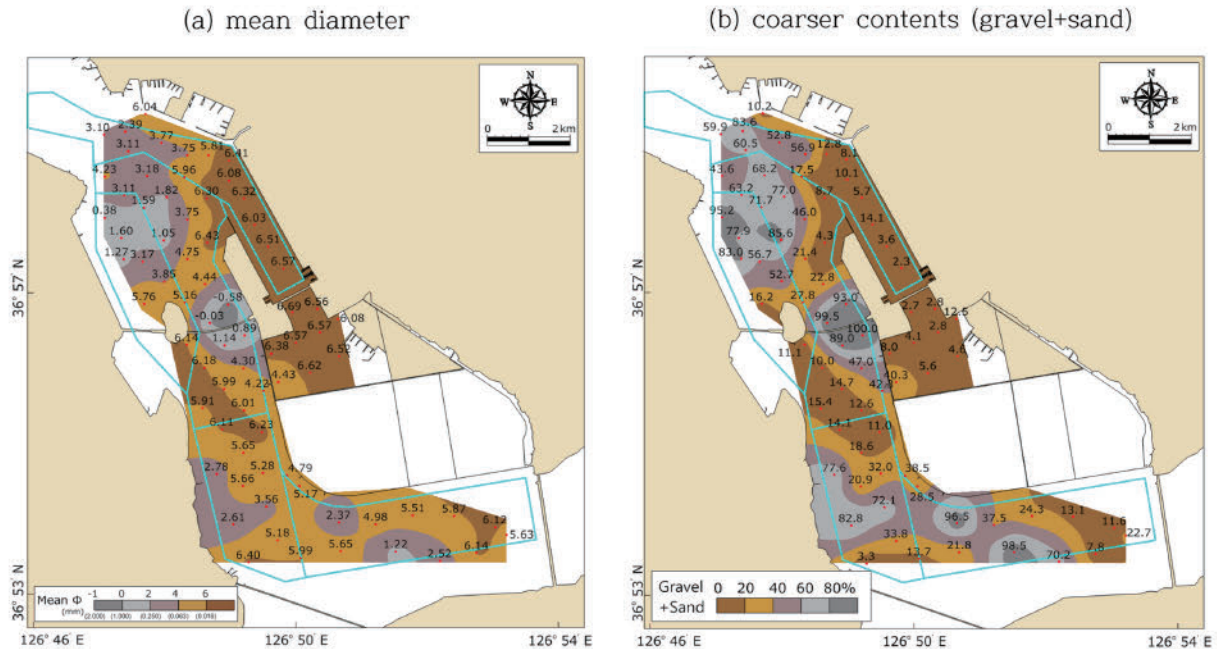 (a) mean diameter
(b) coarser contents (gravel+sand)
N
W E
S
0 2km
6.04
3.10 2.39
3.11 3.77
3.75 5.81
6.41
4.23 3.18 5.96 6.08
3.11 1.82 6.30 6.32
1.59
0.38 3.75 6.03
1.60 1.05 6.43 6.51
1.27 3.17 4.75 6.57
3.85 4.44
5.76 5.16 -0.58
6.69 6.56
-0.03 6.08
0.89 6.57
6.14 1.14 6.57
6.38 6.52
6.18 4.30 6.62
5.99 4.22 4.43
5.91 6.01
6.11 6.23
5.65
2.78 5.28 4.79
5.66 5.17
3.56 5.51 5.87
2.61 2.37 4.98 6.12
5.18 5.63
5.65 1.22 6.14
6.40 5.99 2.52
Mean Φ -1 0 2 4 6
(mm) (2.000) (1.000) (0.250) (0.063) (0.016)
36° 57' N
36° 53' N
126° 46' E
126° 50' E
126° 54' E
N
W E
S
0 2km
10.2
59.9 83.6
60.5 52.8
56.9 12.8
8.1
43.6 68.2 17.5 10.1
63.2 77.0 8.7 5.7
71.7
95.2 46.0 14.1
77.9 85.6 4.3 3.6
83.0 56.7 21.4 2.3
52.7 22.8
16.2 27.8 93.0
2.7 2.8
99.5 12.5
100.0 2.8
89.0 4.1
11.1 8.0 4.6
10.0 47.0 5.6
14.7 42.1 40.3
15.4 12.6
14.1 11.0
18.6
77.6 32.0 38.5
20.9 28.5
72.1 24.3 13.1
82.8 96.5 37.5 11.6
33.8 22.7
21.8 98.5 7.8
3.3 13.7 70.2
Gravel 0 20 40 60 80%
+Sand
36° 57' N
36° 53' N
126° 46' E
126° 50' E
126° 54' E